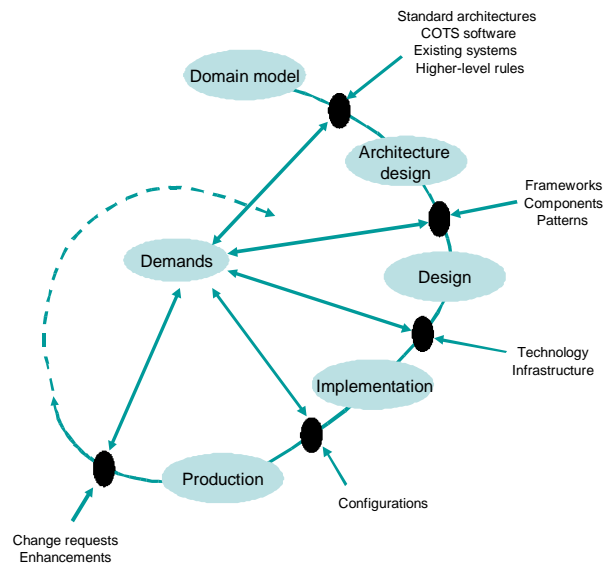 Standard architectures
COTS software
Existing systems
Higher-level rules
Domain model
Architecture
design
Frameworks
Components
Patterns
Demands
Design
Technology
Infrastructure
Implementation
Production
Configurations
Change requests
Enhancements